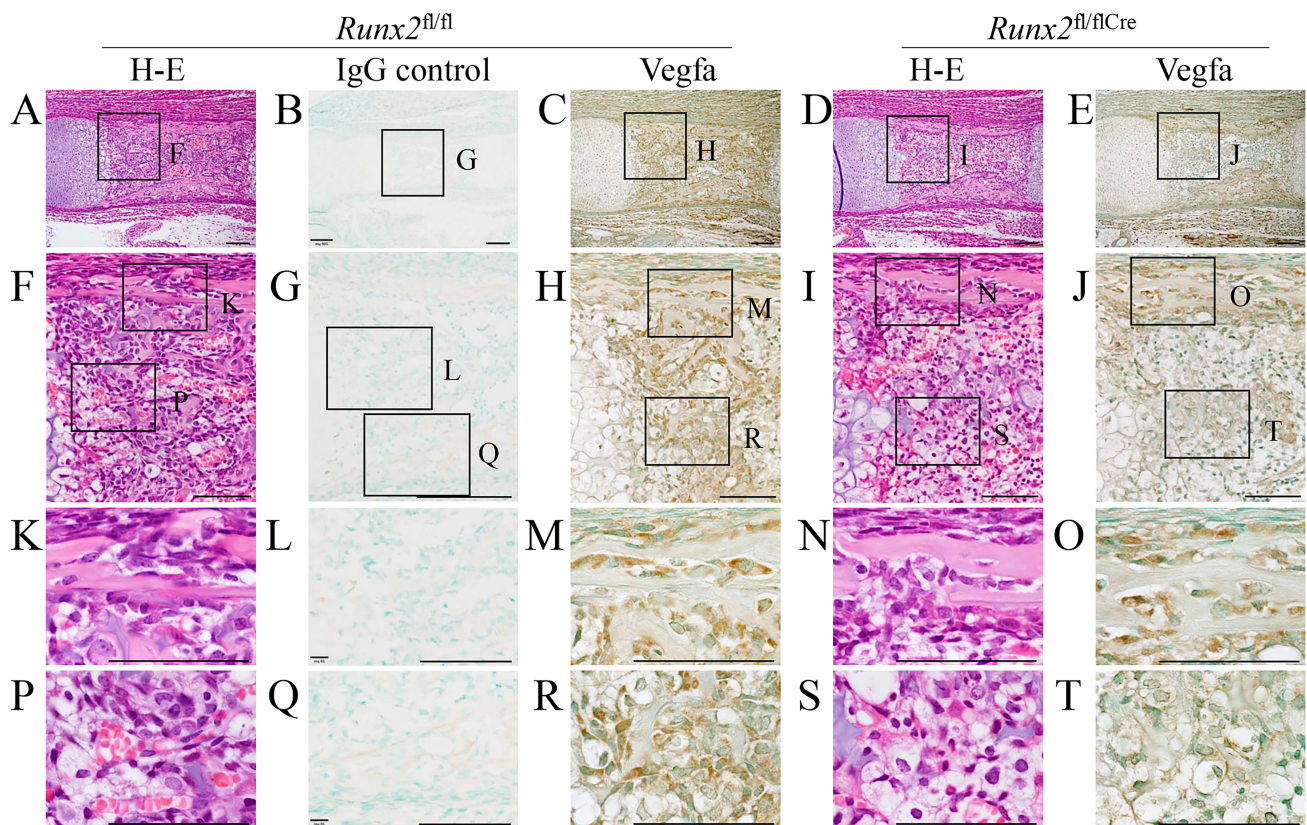 Runx2fl/fl Runx2fl/flCre
H-E IgG control Vegfa H-E Vegfa
A B C D E
F G H I J
F G H I J
K L M N O
P Q R S T
K L M N O
P Q R S T